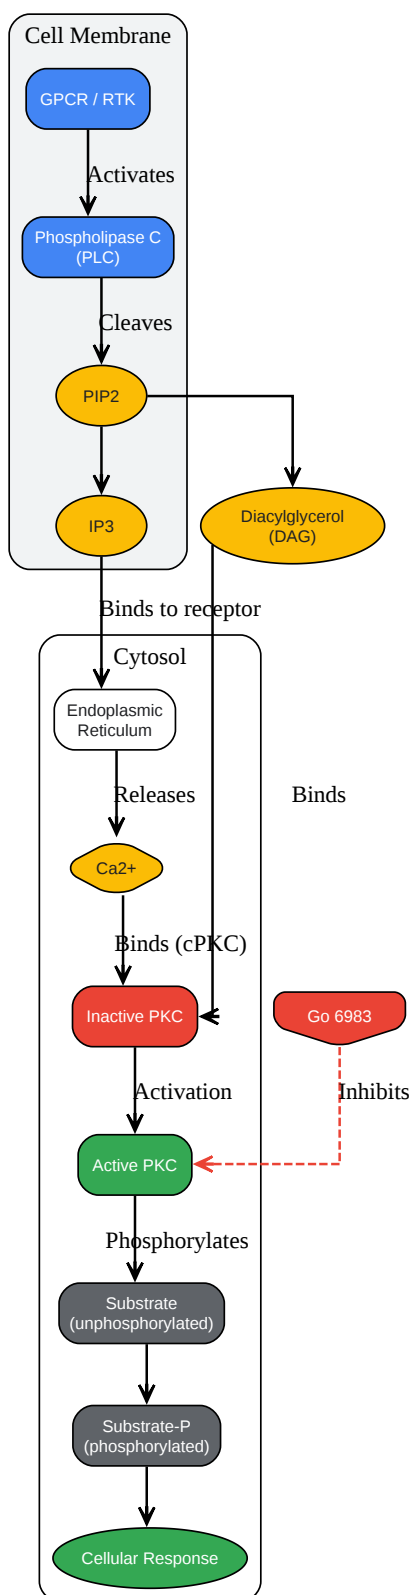 Cell Membrane
GPCR / RTK
Activates
Phospholipase C
(PLC)
Cleaves
PIP2
IP3
Diacylglycerol
(DAG)
Binds to receptor
Cytosol
Endoplasmic
Reticulum
Releases
Binds
Ca2+
Binds (cPKC)
Inactive PKC
Go 6983
Activation
Inhibits
Active PKC
Phosphorylates
Substrate
(unphosphorylated)
Substrate-P
(phosphorylated)
Cellular Response